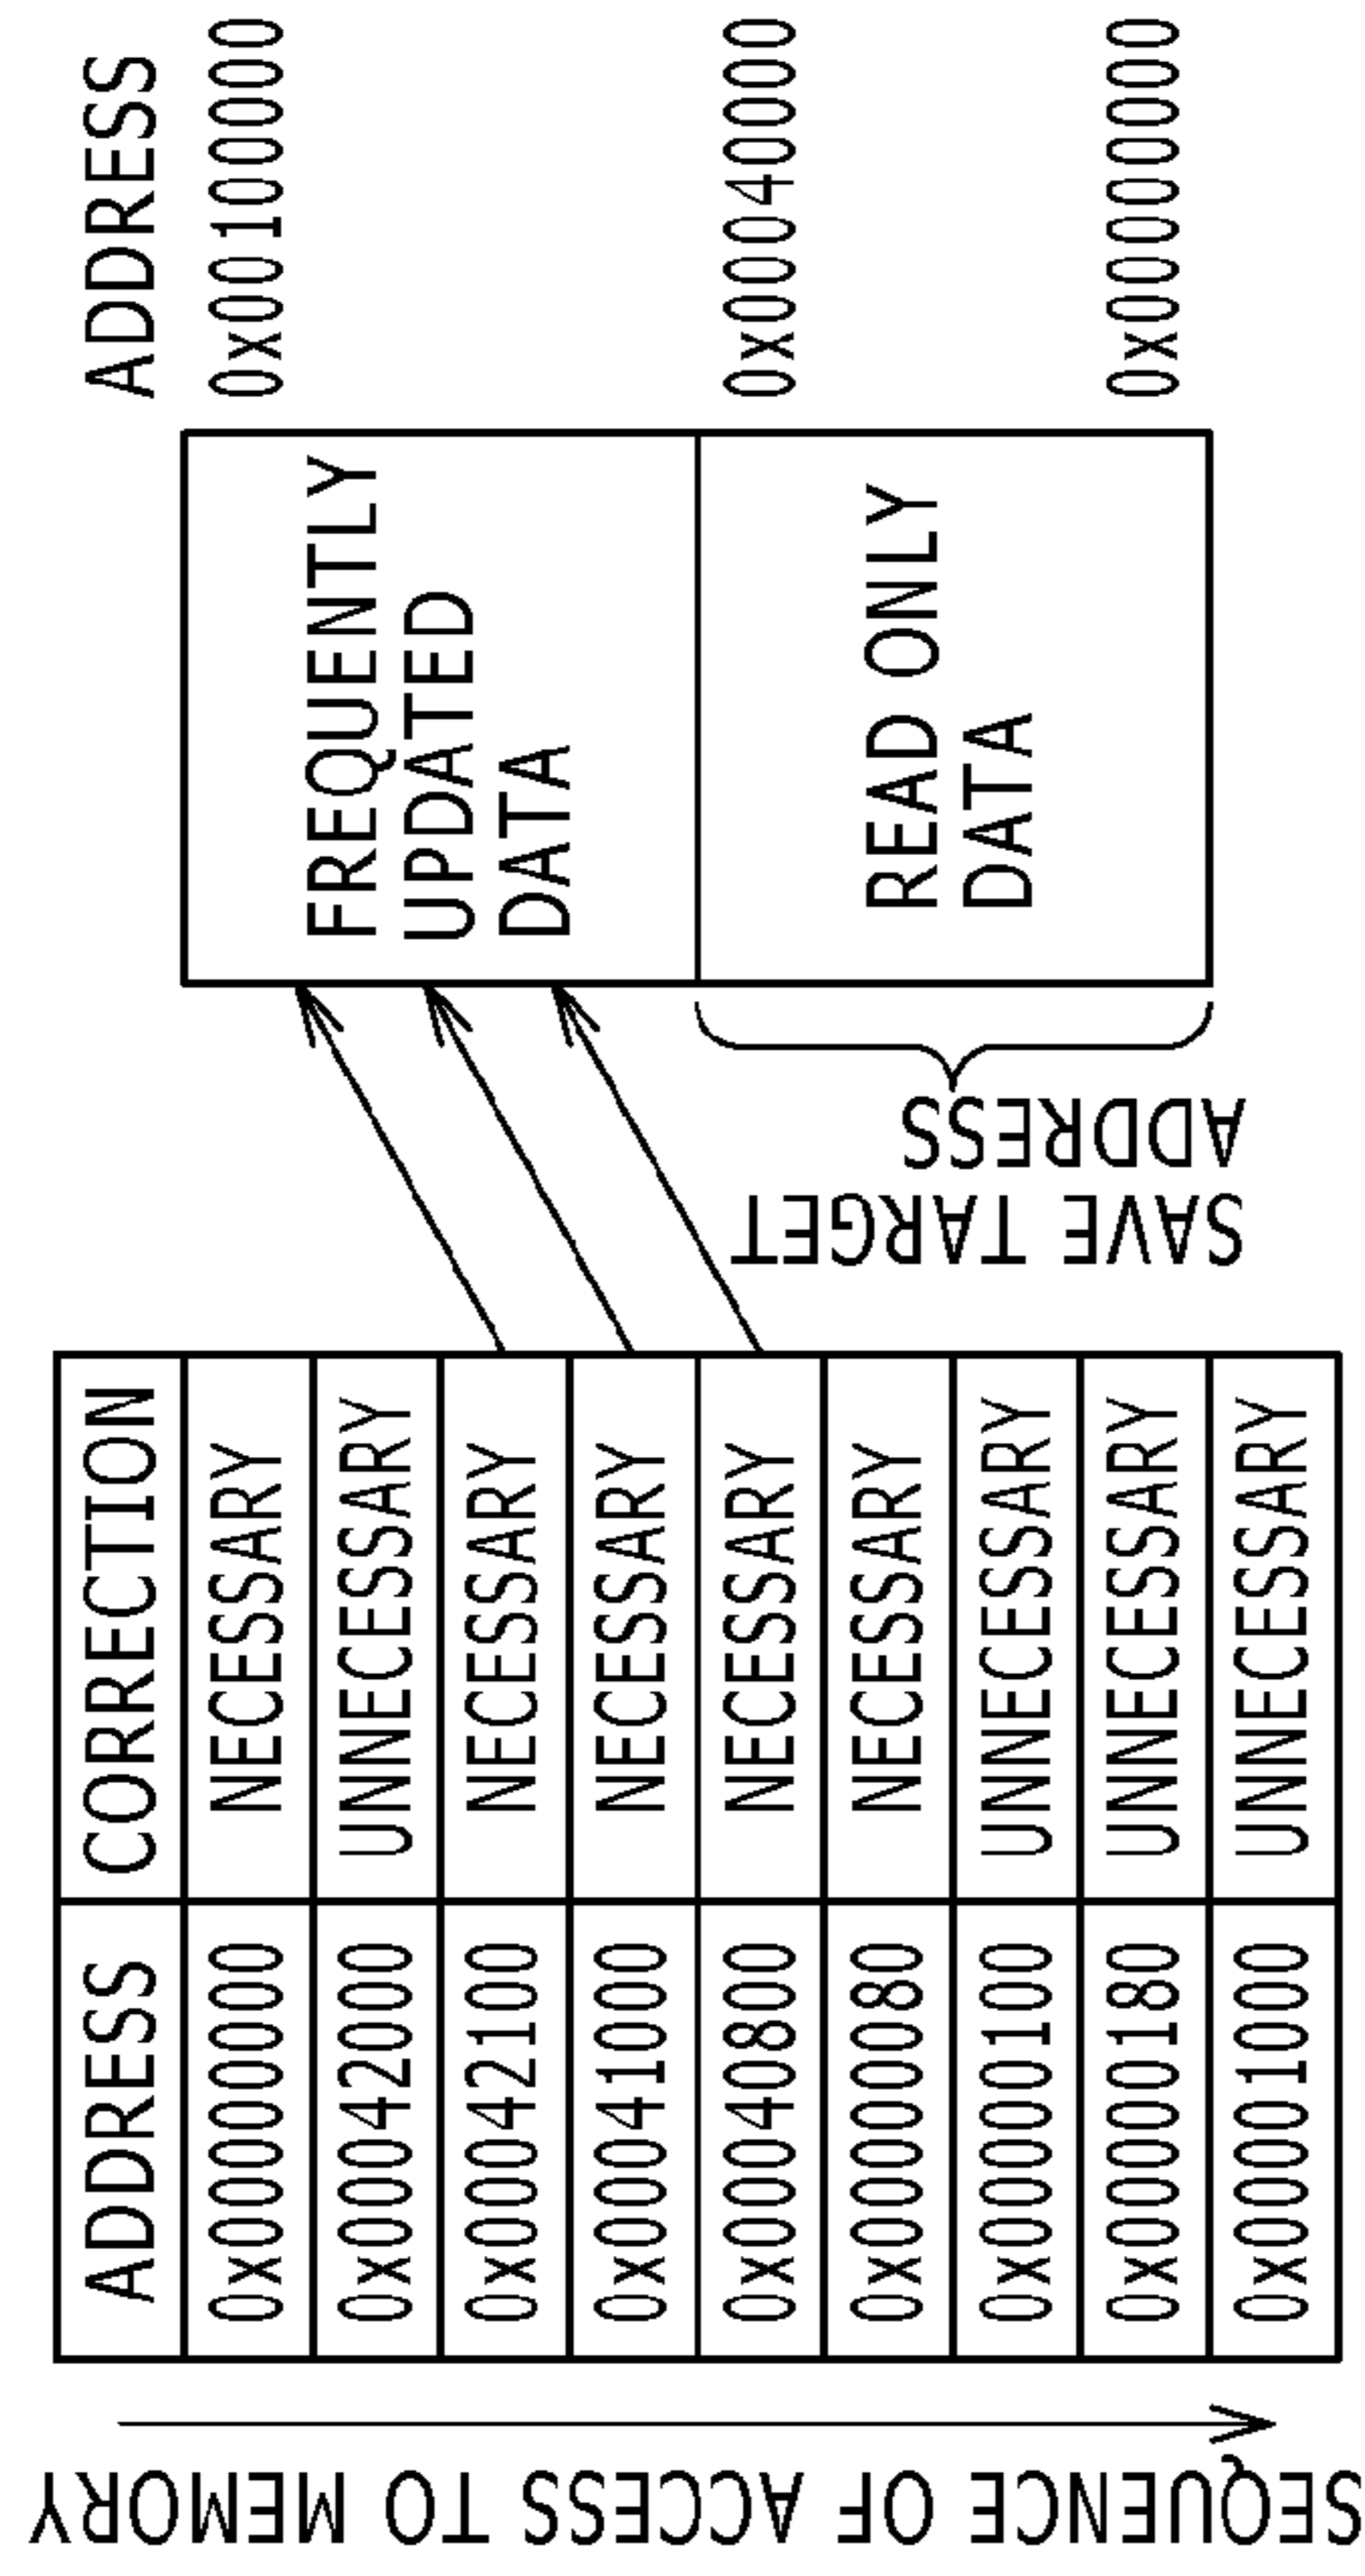 SEQUENCE OF ACCESS TO MEMORY
ADDRESS CORRECTION
0x00000000 NECESSARY
0x00042000 UNNECESSARY
0x00042100 NECESSARY
0x00041000 NECESSARY
0x00040800 NECESSARY
0x00000080 NECESSARY
0x00000100 UNNECESSARY
0x00000180 UNNECESSARY
0x00001000 UNNECESSARY
SAVE TARGET
ADDRESS
FREQUENTLY
UPDATED
DATA
READ ONLY
DATA
ADDRESS
0x00100000
0x00040000
0x00000000